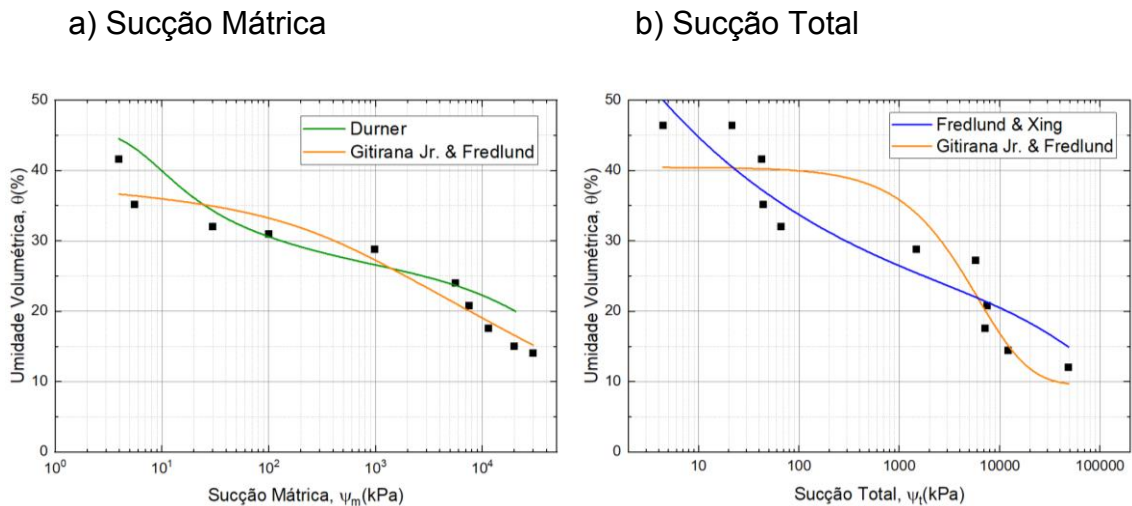 a) Sucção Mátrica
b) Sucção Total
50
40
30
20
10
0
Umidade Volumétrica, θ(%)
Durner
Gitirana Jr. & Fredlund
10⁰
10¹
10²
10³
10⁴
Sucção Mátrica, ψₘ(kPa)
50
40
30
20
10
0
Umidade Volumétrica, θ(%)
Fredlund & Xing
Gitirana Jr. & Fredlund
10
100
1000
10000
100000
Sucção Total, ψₜ(kPa)